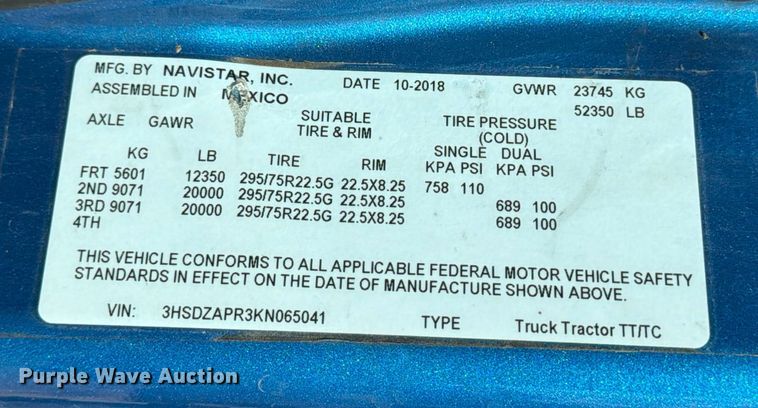 MFG. BY NAVISTAR, INC. DATE 10-2018 GVWR 23745 KG
ASSEMBLED IN MEXICO 52350 LB
AXLE GAWR SUITABLE TIRE PRESSURE
TIRE & RIM (COLD)
SINGLE DUAL
KG LB TIRE RIM KPA PSI KPA PSI
FRT 5601 12350 295/75R22.5G 22.5X8.25 758 110
2ND 9071 20000 295/75R22.5G 22.5X8.25 689 100
3RD 9071 20000 295/75R22.5G 22.5X8.25 689 100
4TH
THIS VEHICLE CONFORMS TO ALL APPLICABLE FEDERAL MOTOR VEHICLE SAFETY
STANDARDS IN EFFECT ON THE DATE OF MANUFACTURE SHOWN ABOVE.
VIN: 3HSDZAPR3KN065041 TYPE Truck Tractor TT/TC
Purple Wave Auction